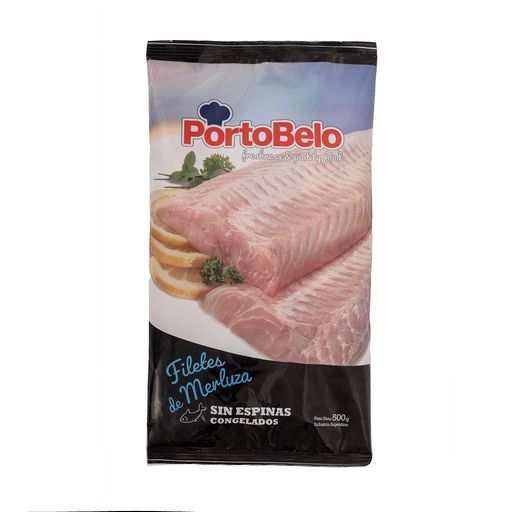 PortoBelo
freshness & quality food
Filetes
de Merluza
SIN ESPINAS
CONGELADOS
Peso Neto 500g
Industria Argentina